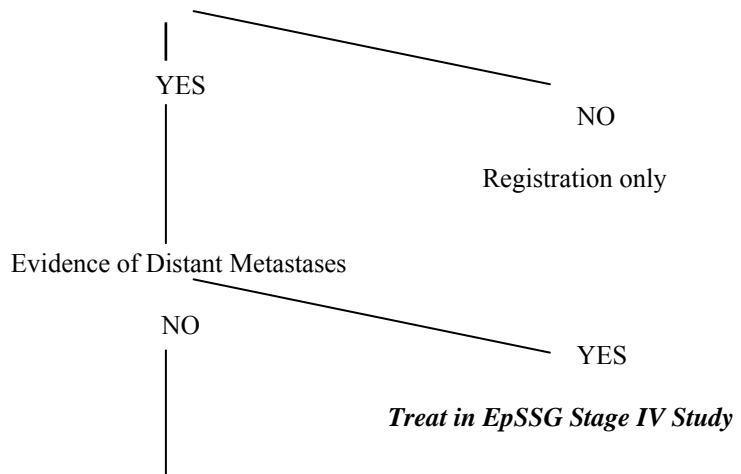 YES
NO
Registration only
Evidence of Distant Metastases
NO
YES
Treat in EpSSG Stage IV Study